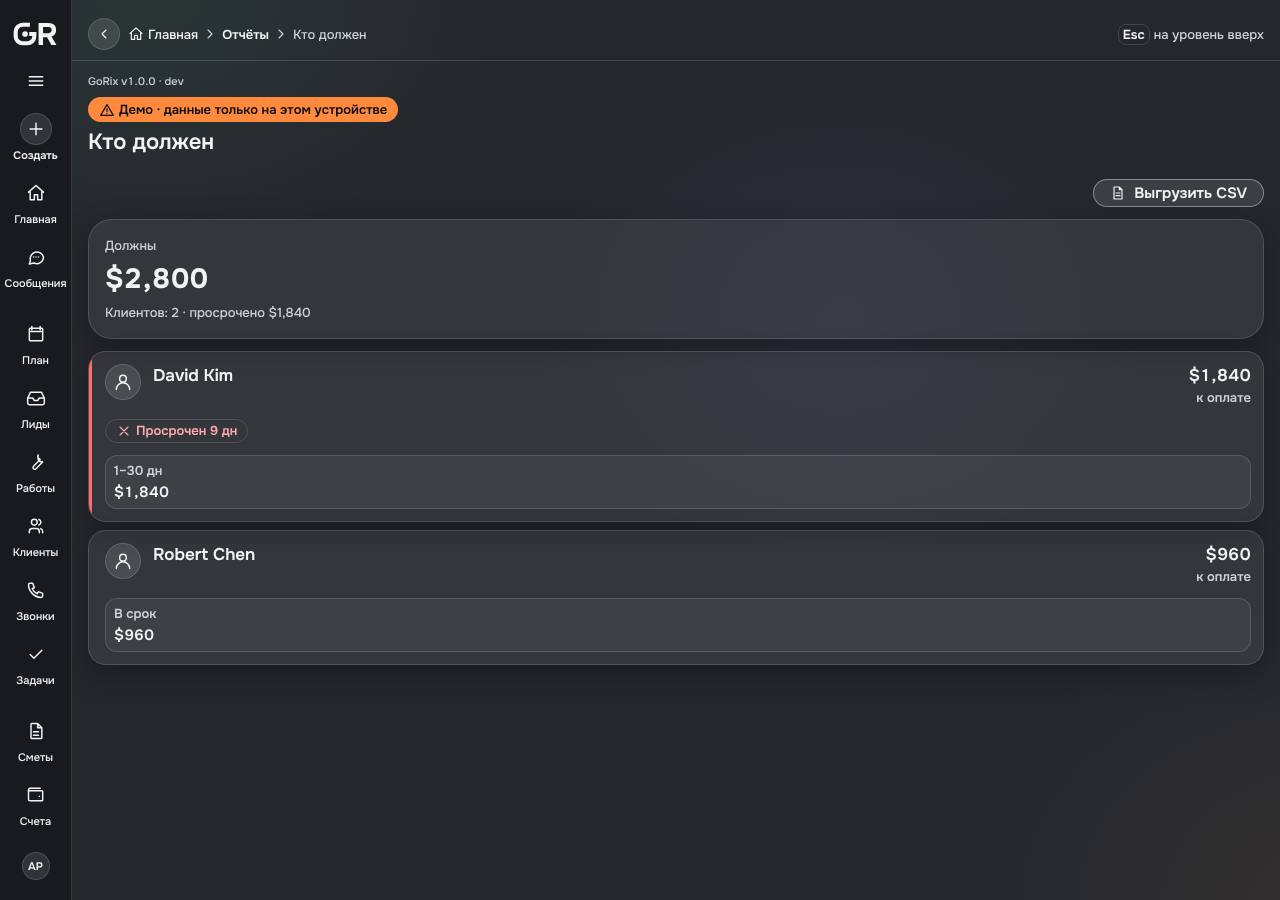 GR
Главная
Отчёты
Кто должен
Esc на уровень вверх
GoRix v1.0.0 · dev
Демо · данные только на этом устройстве
Кто должен
Выгрузить CSV
Должны
$2,800
Клиентов: 2 · просрочено $1,840
David Kim
$1,840
к оплате
Просрочен 9 дн
1–30 дн
$1,840
Robert Chen
$960
к оплате
В срок
$960
Создать
Главная
Сообщения
План
Лиды
Работы
Клиенты
Звонки
Задачи
Сметы
Счета
AP